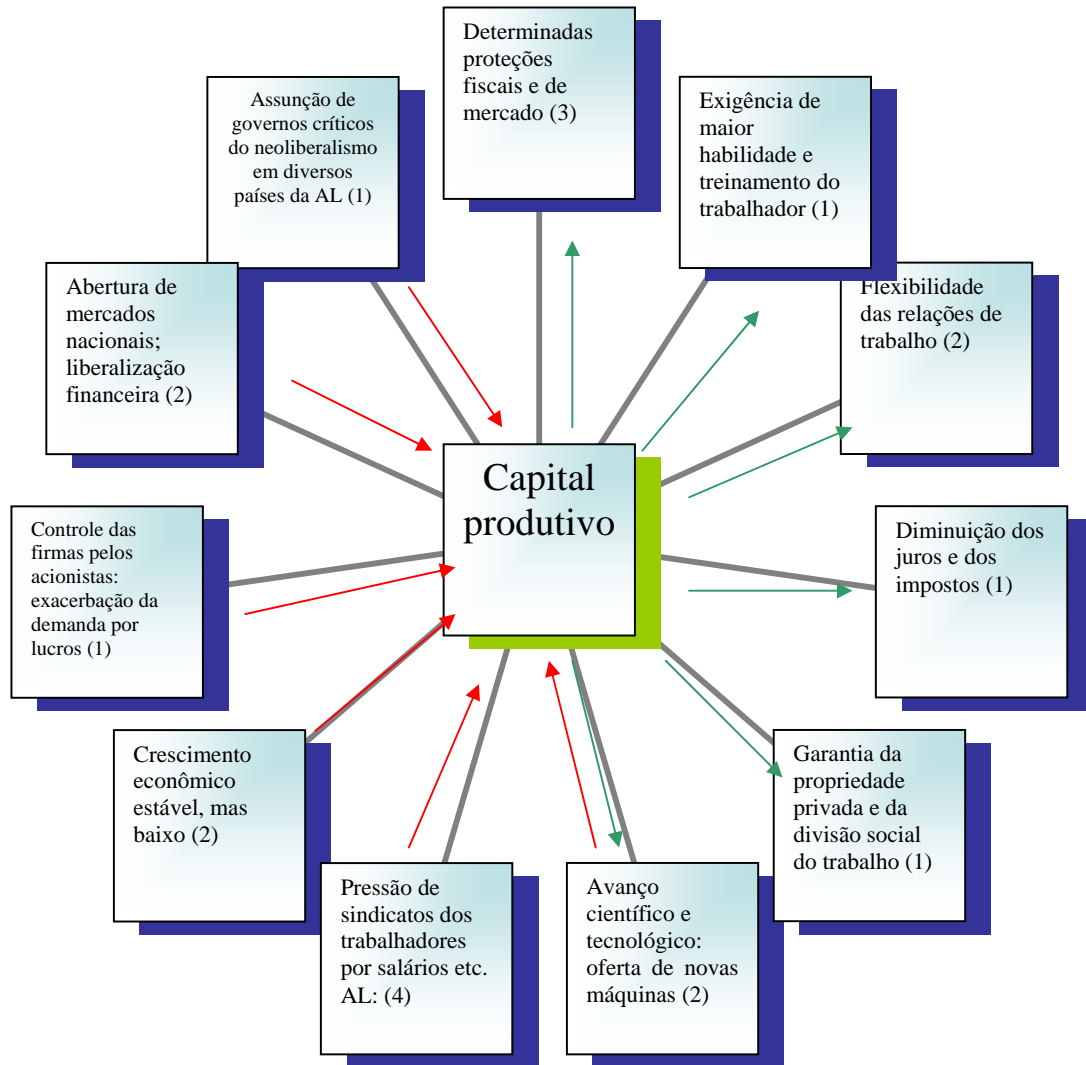 Determinadas
proteções
fiscais e de
mercado (3)
Assunção de
governos críticos
do neoliberalismo
em diversos
países da AL (1)
Exigência de
maior
habilidade e
treinamento do
trabalhador (1)
Abertura de
mercados
nacionais;
liberalização
financeira (2)
Flexibilidade
das relações de
trabalho (2)
Capital
produtivo
Controle das
firmas pelos
acionistas:
exacerbação da
demanda por
lucros (1)
Diminuição dos
juros e dos
impostos (1)
Crescimento
econômico
estável, mas
baixo (2)
Garantia da
propriedade
privada e da
divisão social
do trabalho (1)
Pressão de
sindicatos dos
trabalhadores
por salários etc.
AL: (4)
Avanço
científico e
tecnológico:
oferta de novas
máquinas (2)